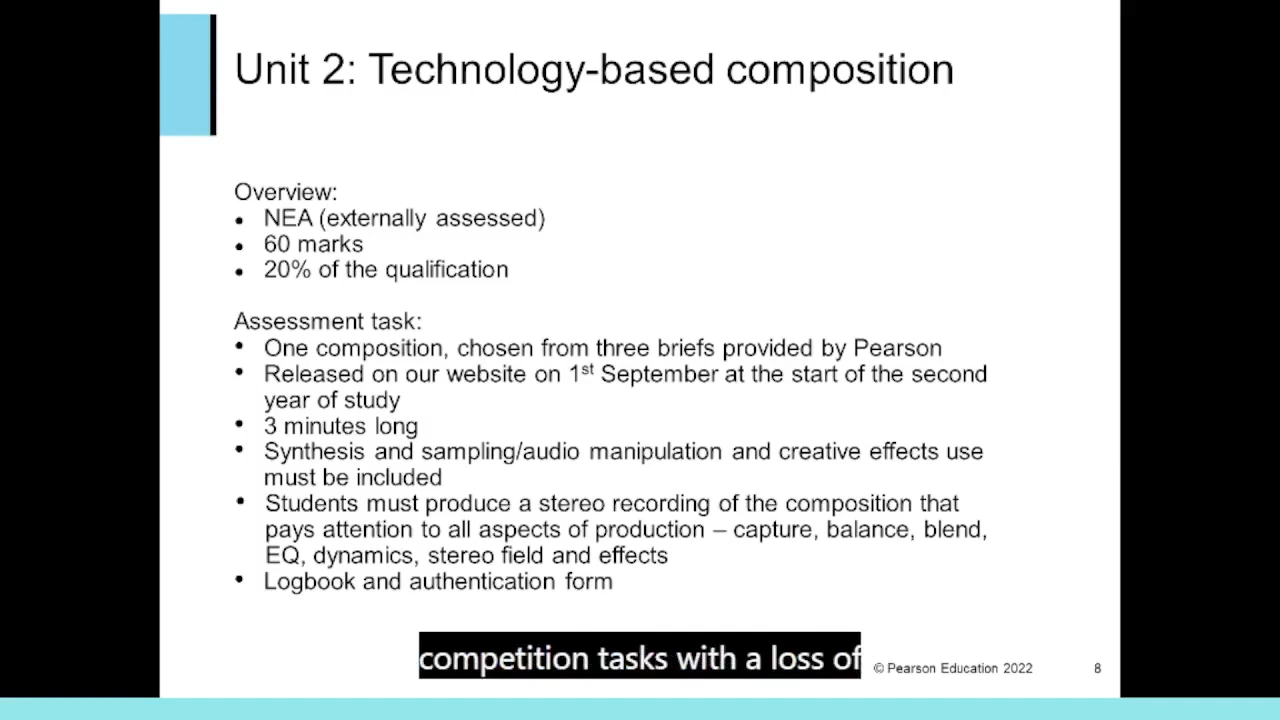 Unit 2: Technology-based composition
Overview:
• NEA (externally assessed)
• 60 marks
• 20% of the qualification
Assessment task:
• One composition, chosen from three briefs provided by Pearson
• Released on our website on 1st September at the start of the second
year of study
• 3 minutes long
• Synthesis and sampling/audio manipulation and creative effects use
must be included
• Students must produce a stereo recording of the composition that
pays attention to all aspects of production – capture, balance, blend,
EQ, dynamics, stereo field and effects
• Logbook and authentication form
competition tasks with a loss of
© Pearson Education 2022
8